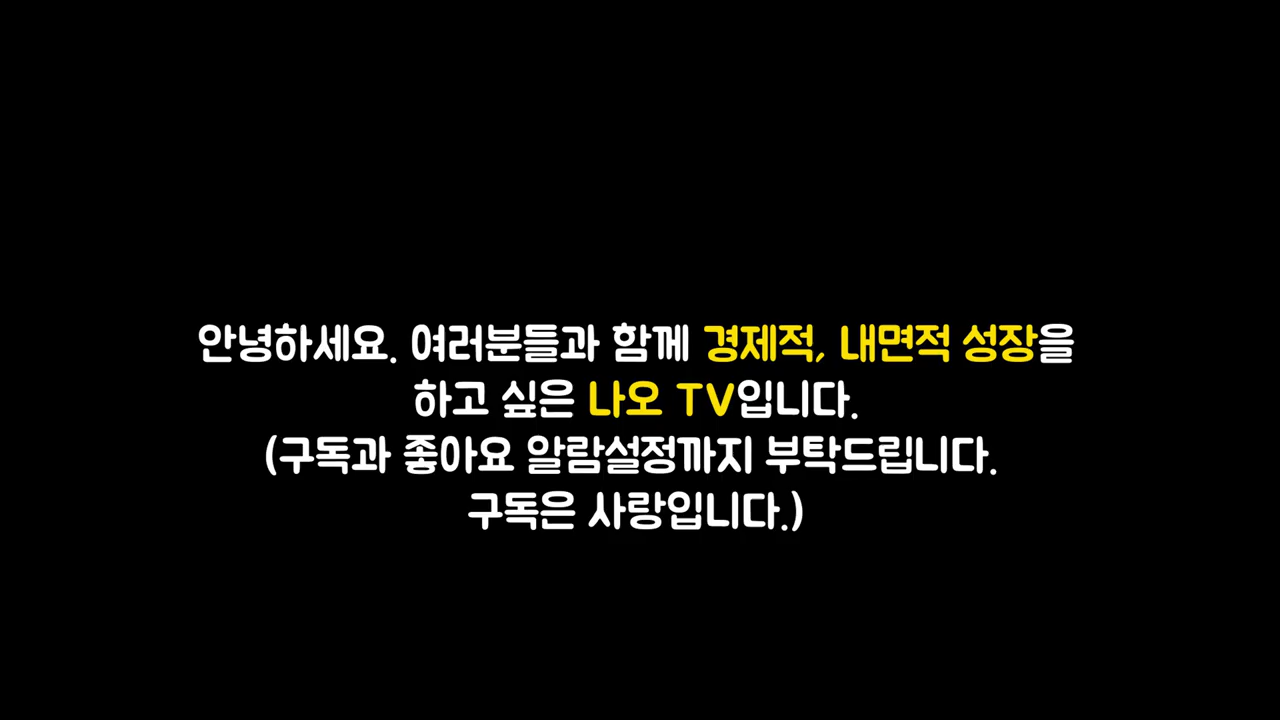 안녕하세요. 여러분들과 함께 경제적, 내면적 성장을
하고 싶은 나오 TV입니다.
(구독과 좋아요 알람설정까지 부탁드립니다.
구독은 사랑입니다.)